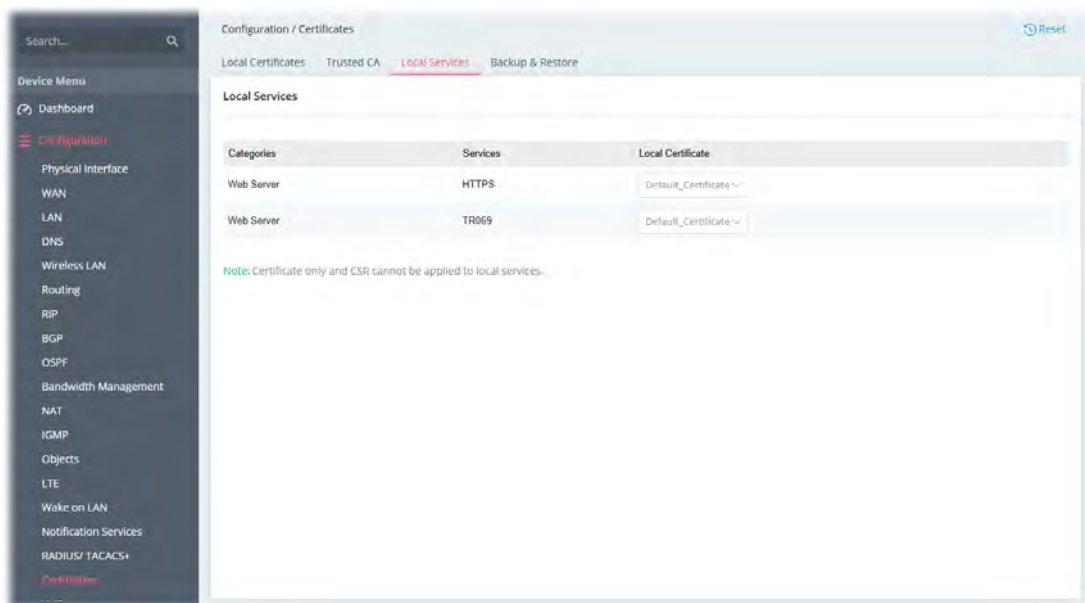 Search...
Device Menu
Dashboard
Configuration
Physical Interface
WAN
LAN
DNS
Wireless LAN
Routing
RIP
BGP
OSPF
Bandwidth Management
NAT
IGMP
Objects
LTE
Wake on LAN
Notification Services
RADIUS/ TACACS+
Certificates
Configuration / Certificates
Reset
Local Certificates Trusted CA Local Services Backup & Restore
Local Services
Categories Services Local Certificate
Web Server HTTPS Default_Certificate
Web Server TR069 Default_Certificate
Note: Certificate only and CSR cannot be applied to local services.